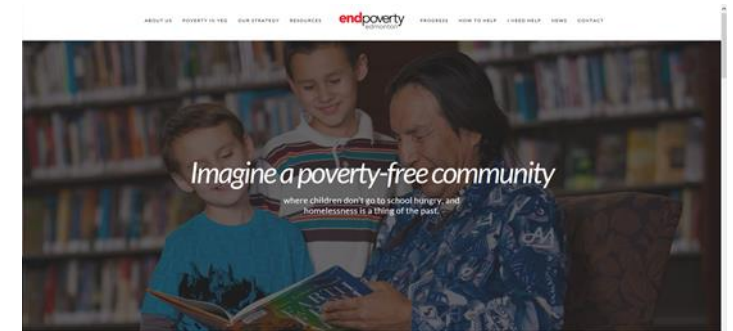 ABOUT US POVERTY IN YEG OUR STRATEGY RESOURCES endpoverty PROGRESS HOW TO HELP I NEED HELP NEWS CONTACT
edmonton
Imagine a poverty-free community
where children don't go to school hungry, and
homelessness is a thing of the past.
EARTH